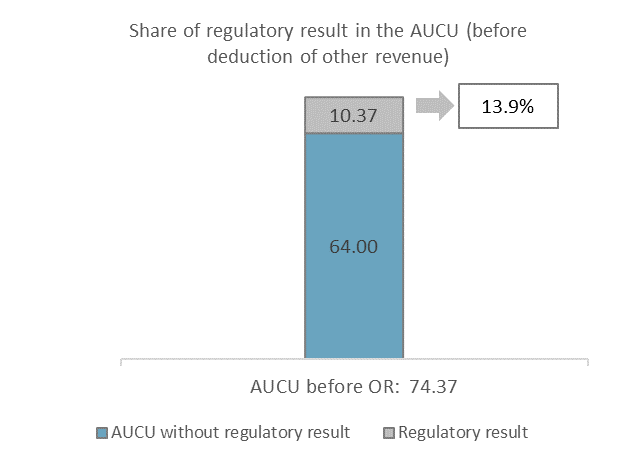 Share of regulatory result in the AUCU (before
deduction of other revenue)
10.37
13.9%
64.00
AUCU before OR: 74.37
AUCU without regulatory result
Regulatory result